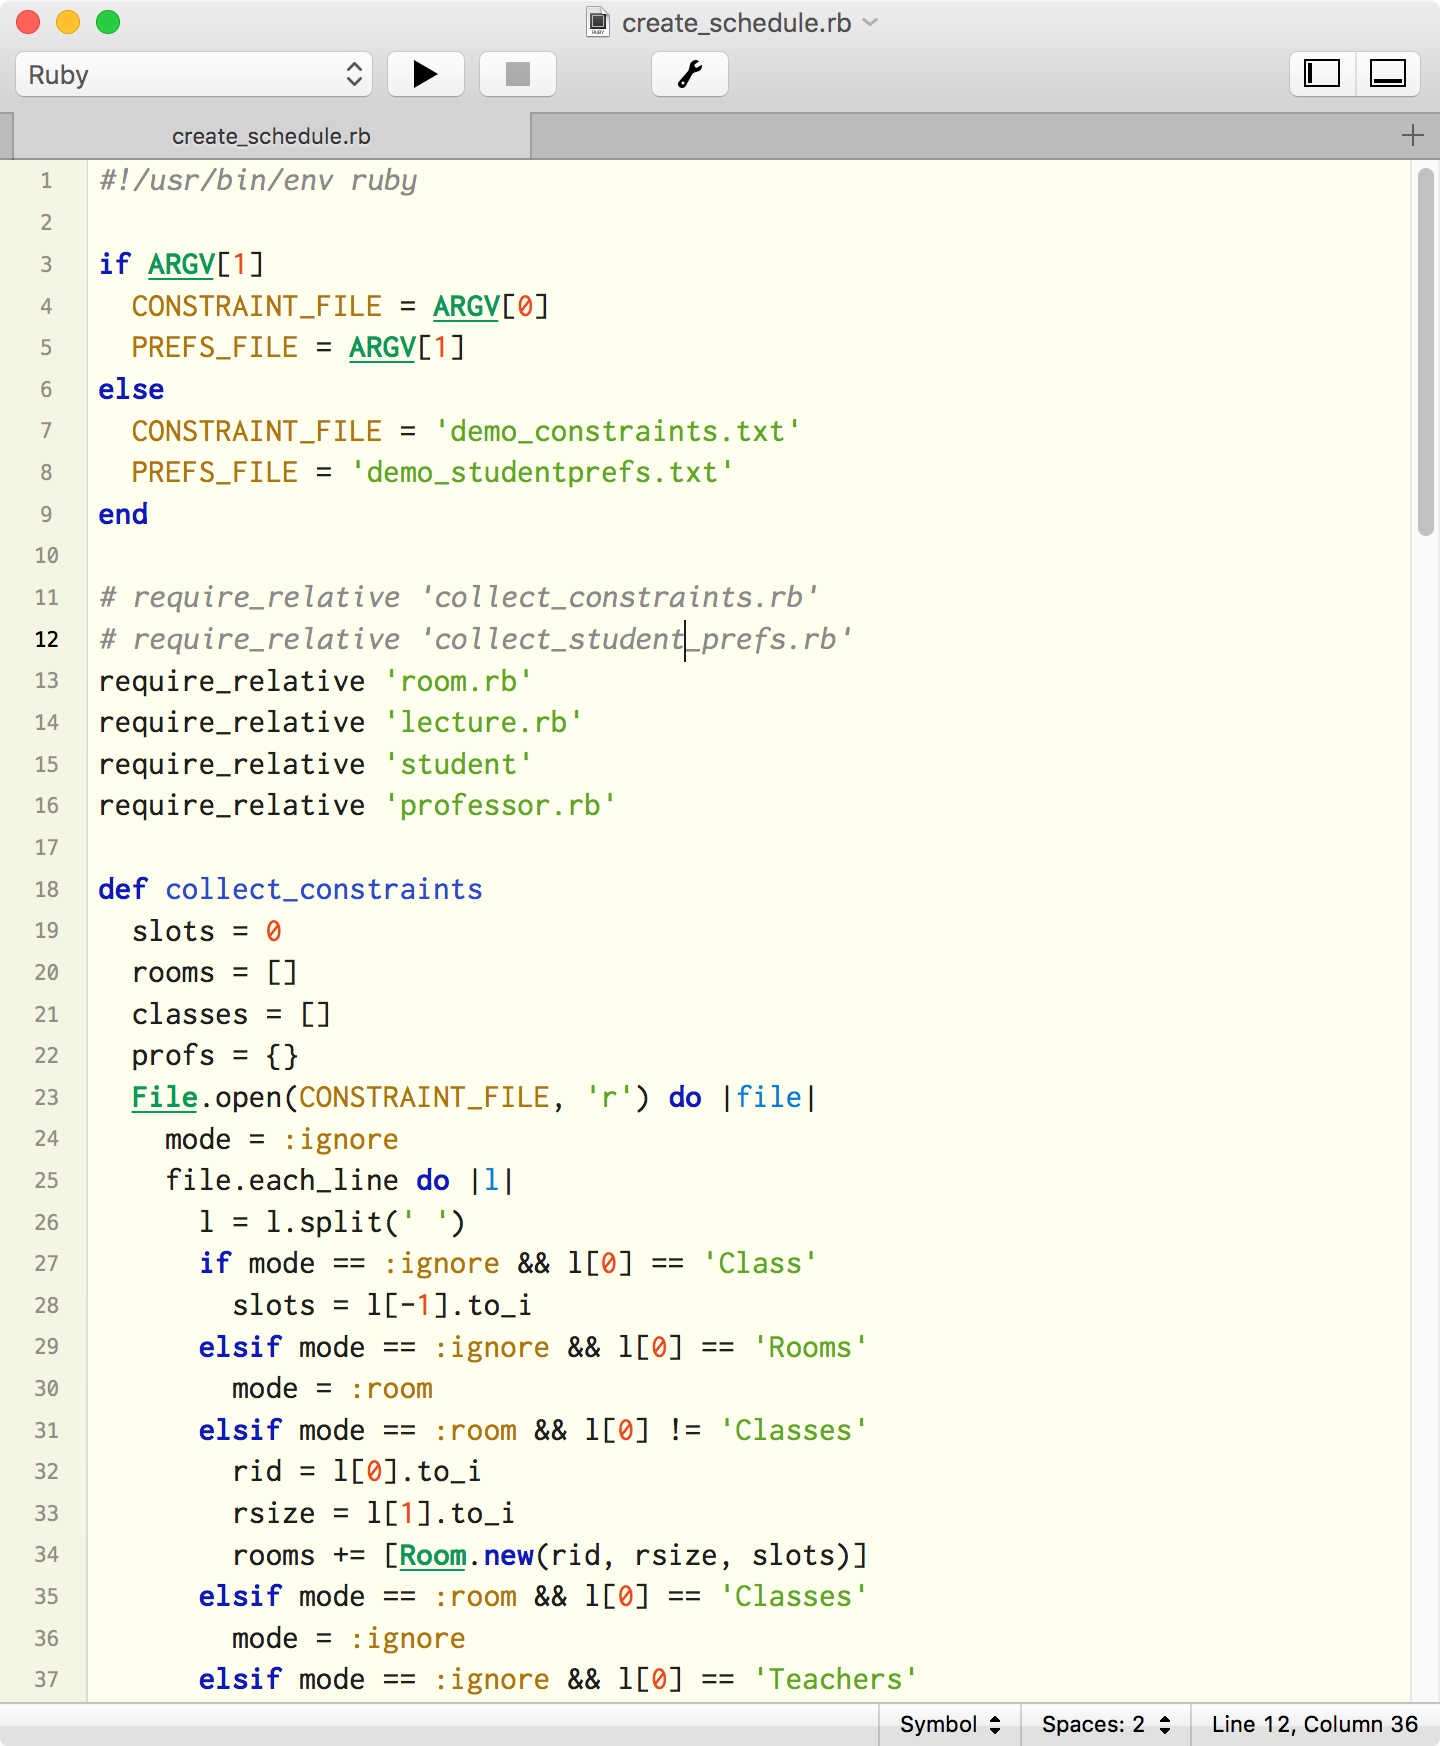 create_schedule.rb
Ruby
create_schedule.rb
1 #!/usr/bin/env ruby
2
3 if ARGV[1]
4   CONSTRAINT_FILE = ARGV[0]
5   PREFS_FILE = ARGV[1]
6 else
7   CONSTRAINT_FILE = 'demo_constraints.txt'
8   PREFS_FILE = 'demo_studentprefs.txt'
9 end
10
11 # require_relative 'collect_constraints.rb'
12 # require_relative 'collect_student_prefs.rb'
13 require_relative 'room.rb'
14 require_relative 'lecture.rb'
15 require_relative 'student'
16 require_relative 'professor.rb'
17
18 def collect_constraints
19   slots = 0
20   rooms = []
21   classes = []
22   profs = {}
23   File.open(CONSTRAINT_FILE, 'r') do |file|
24     mode = :ignore
25     file.each_line do |l|
26       l = l.split(' ')
27       if mode == :ignore && l[0] == 'Class'
28         slots = l[-1].to_i
29       elsif mode == :ignore && l[0] == 'Rooms'
30         mode = :room
31       elsif mode == :room && l[0] != 'Classes'
32         rid = l[0].to_i
33         rsize = l[1].to_i
34         rooms += [Room.new(rid, rsize, slots)]
35       elsif mode == :room && l[0] == 'Classes'
36         mode = :ignore
37       elsif mode == :ignore && l[0] == 'Teachers'
Symbol Spaces: 2 Line 12, Column 36